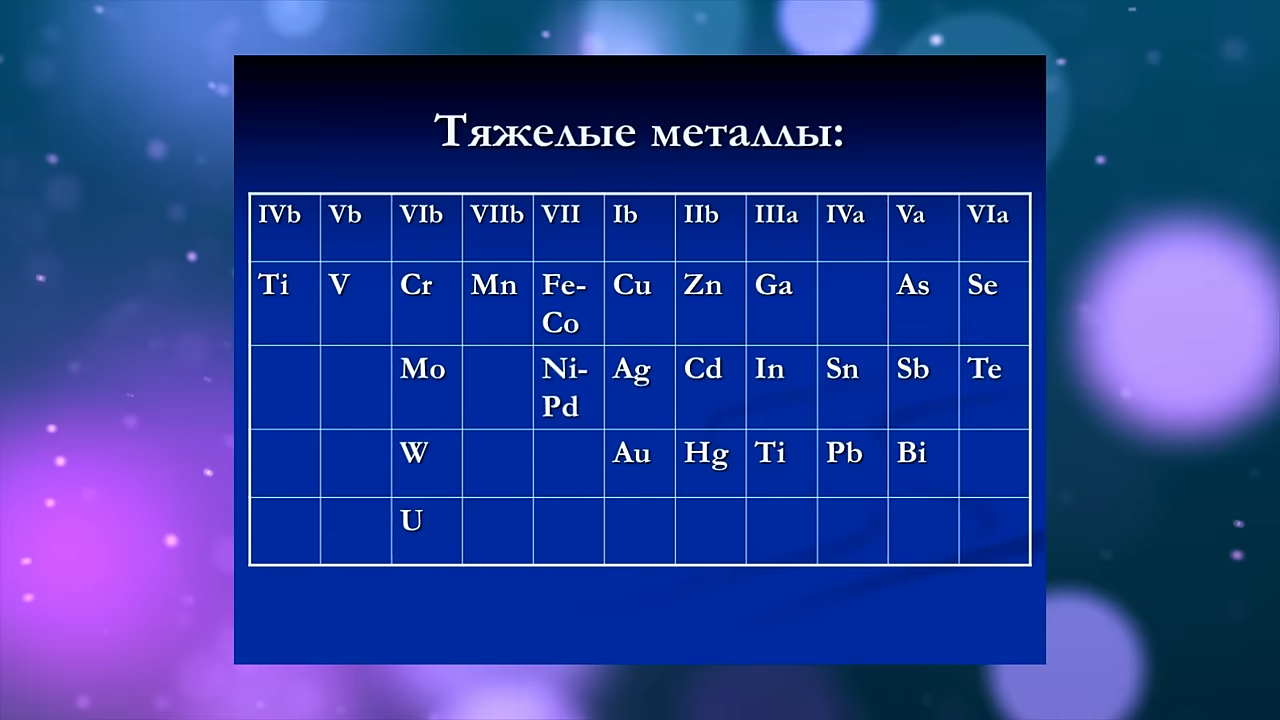 Тяжелые металлы:
IVb Vb VIb VIIb VII Ib IIb IIIa IVa Va VIa
Ti V Cr Mn Fe-Co Cu Zn Ga As Se
Mo Ni-Pd Ag Cd In Sn Sb Te
W Au Hg Ti Pb Bi
U